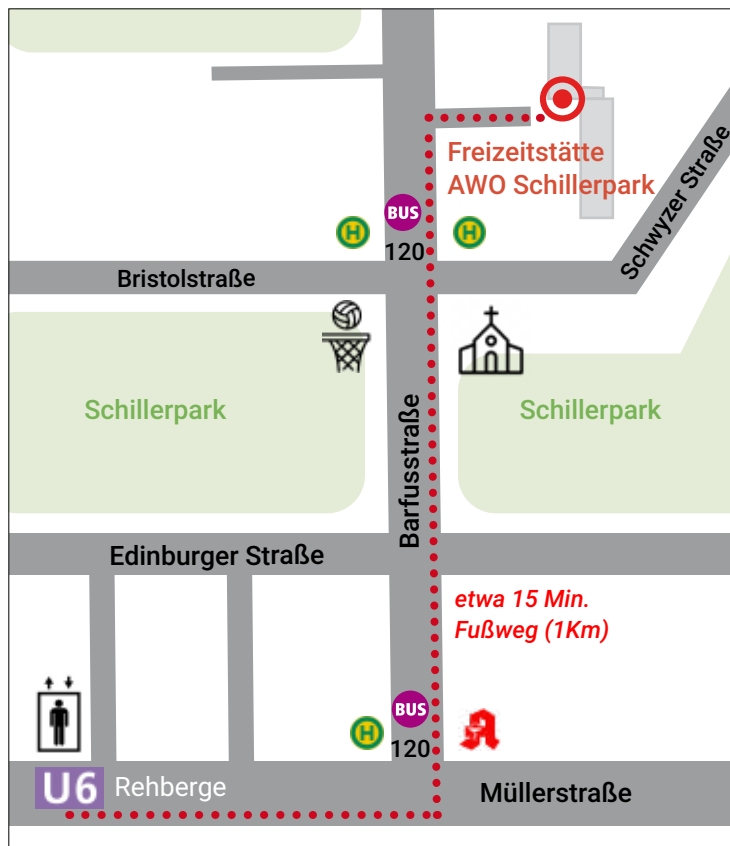 Freizeitstätte
AWO Schillerpark
Schwyzer Straße
BUS
H
H
120
Bristolstraße
Schillerpark
Schillerpark
Barfusstraße
Edinburger Straße
etwa 15 Min.
Fußweg (1Km)
BUS
H
120
A
U6 Rehberge
Müllerstraße